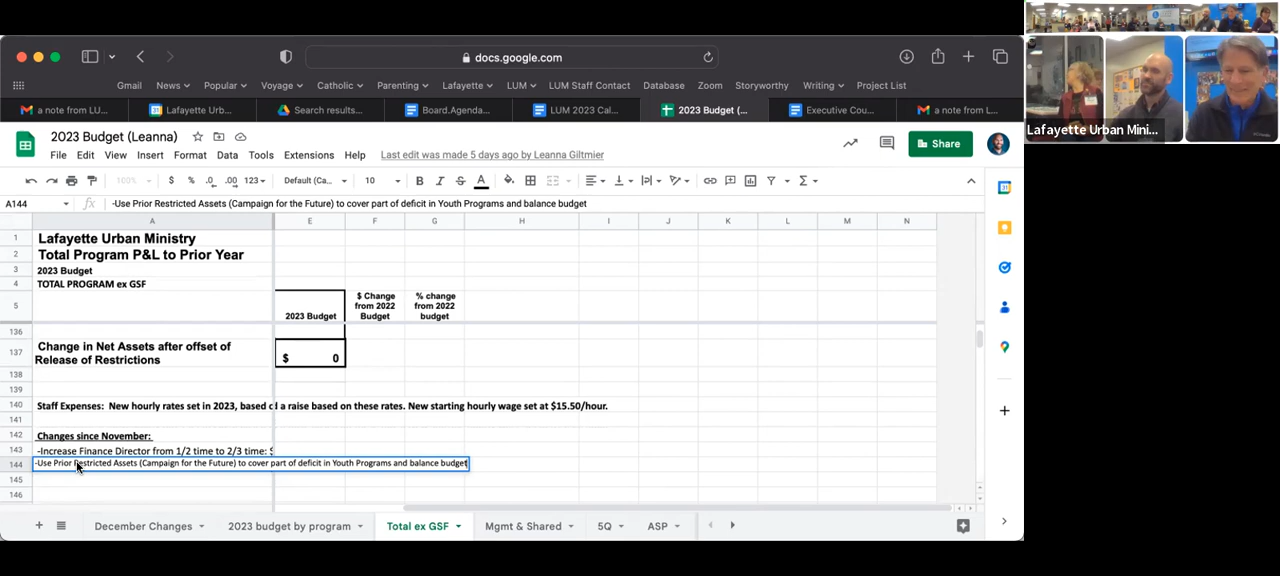 docs.google.com
Gmail News Popular Catholic Parenting Lafayette LUM LUM Staff Contact Database Zoom Storyworthy Writing Project List
a note from LU... Lafayette Urb... Search results... Board.Agenda... LUM 2023 Cal... 2023 Budget (... Executive Cou... a note from L...
2023 Budget (Leanna)
File Edit View Insert Format Data Tools Extensions Help Last edit was made 5 days ago by Leanna Giltmier
Share
100% $ % .0 .00 123 Default (Ca... 10 B I S A
A144 fx -Use Prior Restricted Assets (Campaign for the Future) to cover part of deficit in Youth Programs and balance budget
A E F G H I J K L M N
1 Lafayette Urban Ministry
2 Total Program P&L to Prior Year
3 2023 Budget
4 TOTAL PROGRAM ex GSF
5 2023 Budget $ Change from 2022 Budget % change from 2022 budget
136
137 Change in Net Assets after offset of Release of Restrictions $ 0
138
139
140 Staff Expenses: New hourly rates set in 2023, based a raise based on these rates. New starting hourly wage set at $15.50/hour.
141
142 Changes since November:
143 -Increase Finance Director from 1/2 time to 2/3 time: $
144 -Use Prior Restricted Assets (Campaign for the Future) to cover part of deficit in Youth Programs and balance budget
145
146
December Changes 2023 budget by program Total ex GSF Mgmt & Shared 5Q ASP
Lafayette Urban Mini...